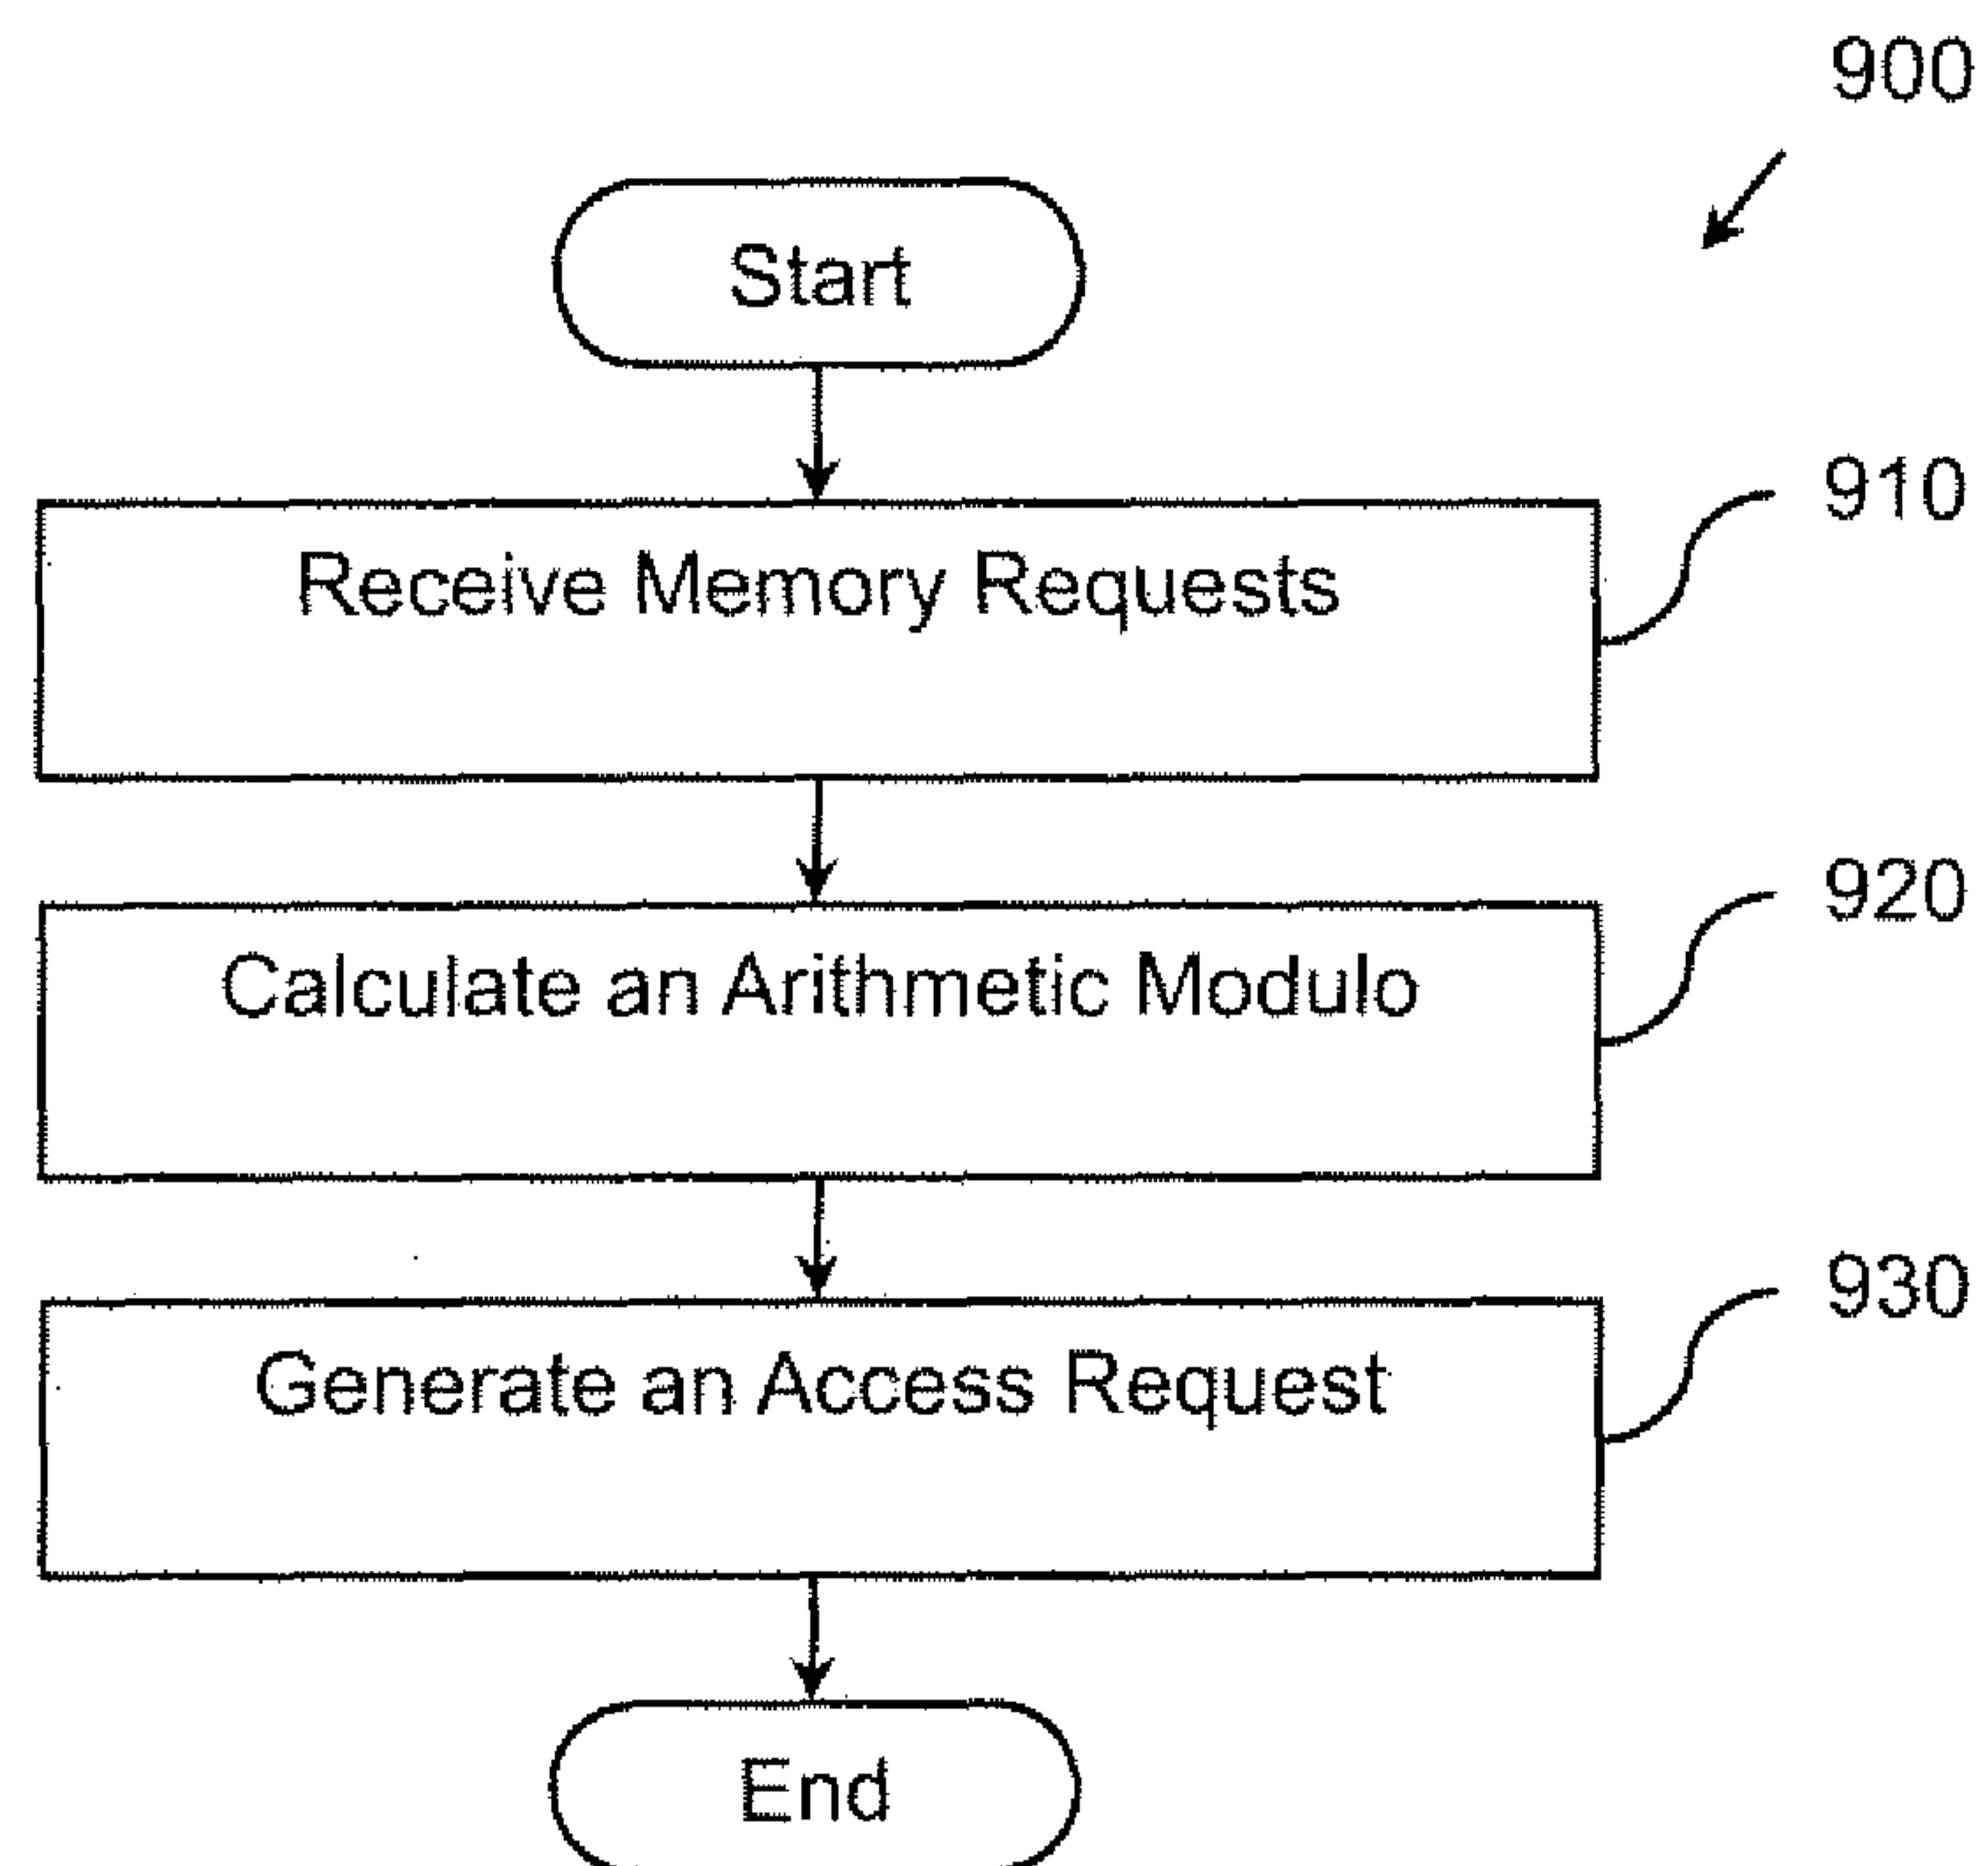 900
Start
910
Receive Memory Requests
920
Calculate an Arithmetic Modulo
930
Generate an Access Request
End